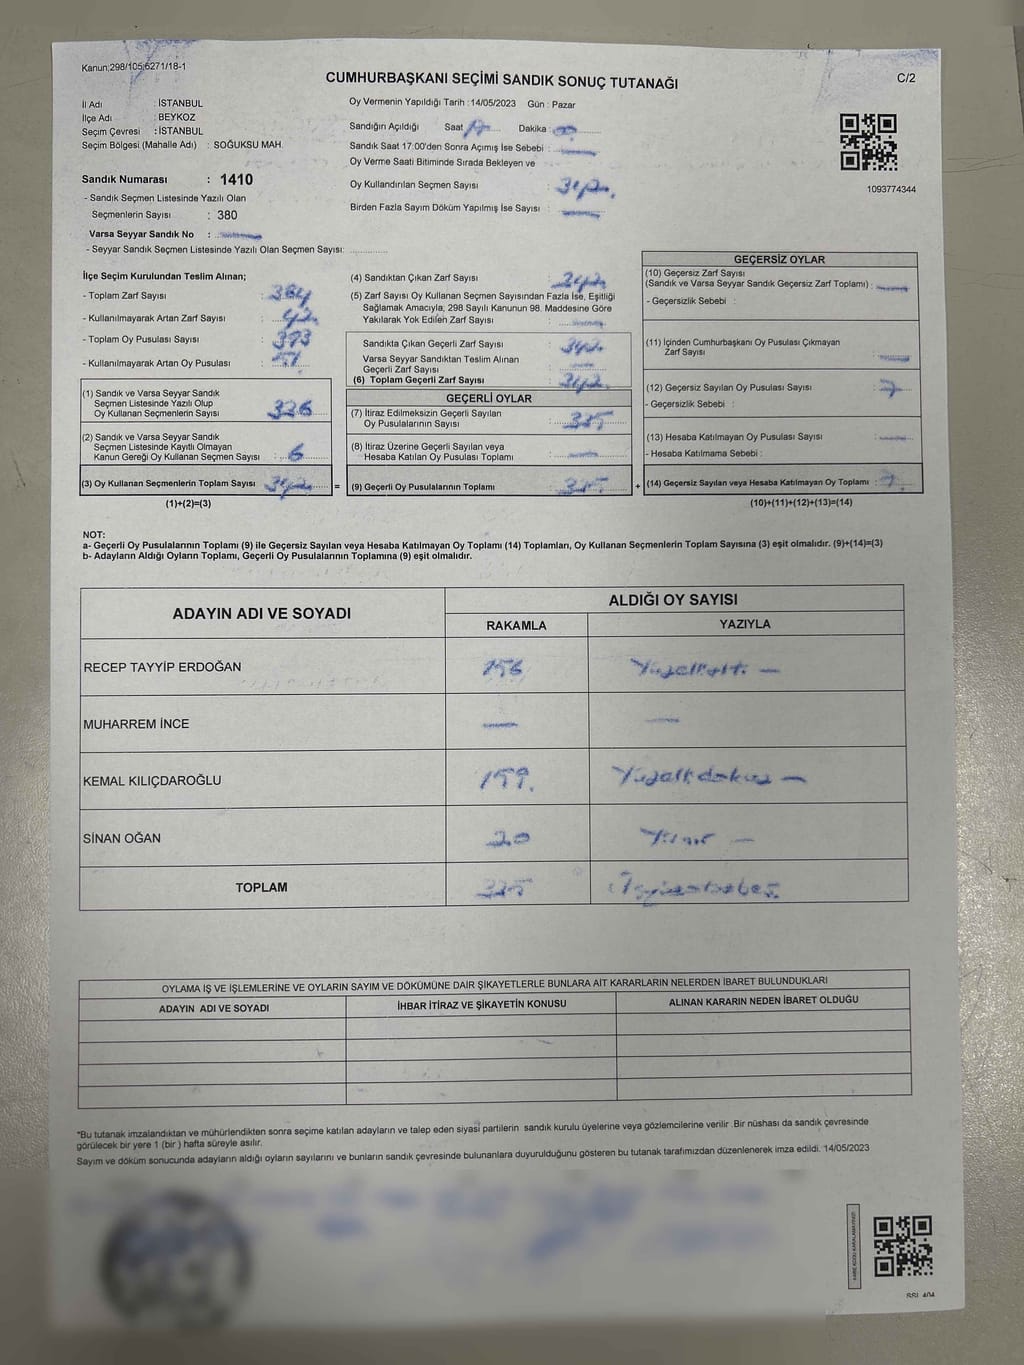 Kanun:298/105;6271/18-1
CUMHURBAŞKANI SEÇİMİ SANDIK SONUÇ TUTANAĞI
C/2
İl Adı : İSTANBUL
İlçe Adı : BEYKOZ
Seçim Çevresi : İSTANBUL
Seçim Bölgesi (Mahalle Adı) : SOĞUKSU MAH.
Sandık Numarası : 1410
- Sandık Seçmen Listesinde Yazılı Olan
Seçmenlerin Sayısı : 380
Varsa Seyyar Sandık No :
- Seyyar Sandık Seçmen Listesinde Yazılı Olan Seçmen Sayısı:
Oy Vermenin Yapıldığı Tarih :14/05/2023 Gün : Pazar
Sandığın Açıldığı Saat 17 Dakika :
Sandık Saat 17:00'den Sonra Açılmış İse Sebebi :
Oy Verme Saati Bitiminde Sırada Bekleyen ve
Oy Kullandırılan Seçmen Sayısı : 342.
Birden Fazla Sayım Döküm Yapılmış İse Sayısı :
1093774344
İlçe Seçim Kurulundan Teslim Alınan;
- Toplam Zarf Sayısı : 384
- Kullanılmayarak Artan Zarf Sayısı : 42
- Toplam Oy Pusulası Sayısı : 393
- Kullanılmayarak Artan Oy Pusulası : 51
(1) Sandık ve Varsa Seyyar Sandık
Seçmen Listesinde Yazılı Olup
Oy Kullanan Seçmenlerin Sayısı 336
(2) Sandık ve Varsa Seyyar Sandık
Seçmen Listesinde Kayıtlı Olmayan
Kanun Gereği Oy Kullanan Seçmen Sayısı : 6
(3) Oy Kullanan Seçmenlerin Toplam Sayısı 342
(1)+(2)=(3)
(4) Sandıktan Çıkan Zarf Sayısı : 342
(5) Zarf Sayısı Oy Kullanan Seçmen Sayısından Fazla İse, Eşitliği
Sağlamak Amacıyla; 298 Sayılı Kanunun 98. Maddesine Göre
Yakılarak Yok Edilen Zarf Sayısı :
Sandıkta Çıkan Geçerli Zarf Sayısı : 342
Varsa Seyyar Sandıktan Teslim Alınan
Geçerli Zarf Sayısı :
(6) Toplam Geçerli Zarf Sayısı : 342
GEÇERLİ OYLAR
(7) İtiraz Edilmeksizin Geçerli Sayılan
Oy Pusulalarının Sayısı : 335
(8) İtiraz Üzerine Geçerli Sayılan veya
Hesaba Katılan Oy Pusulası Toplamı :
= (9) Geçerli Oy Pusulalarının Toplamı : 335
GEÇERSİZ OYLAR
(10) Geçersiz Zarf Sayısı
(Sandık ve Varsa Seyyar Sandık Geçersiz Zarf Toplamı) :
- Geçersizlik Sebebi :
(11) İçinden Cumhurbaşkanı Oy Pusulası Çıkmayan
Zarf Sayısı :
(12) Geçersiz Sayılan Oy Pusulası Sayısı : 7
- Geçersizlik Sebebi :
(13) Hesaba Katılmayan Oy Pusulası Sayısı :
- Hesaba Katılmama Sebebi :
+ (14) Geçersiz Sayılan veya Hesaba Katılmayan Oy Toplamı : 7
(10)+(11)+(12)+(13)=(14)
NOT:
a- Geçerli Oy Pusulalarının Toplamı (9) ile Geçersiz Sayılan veya Hesaba Katılmayan Oy Toplamı (14) Toplamları, Oy Kullanan Seçmenlerin Toplam Sayısına (3) eşit olmalıdır. (9)+(14)=(3)
b- Adayların Aldığı Oyların Toplamı, Geçerli Oy Pusulalarının Toplamına (9) eşit olmalıdır.
ADAYIN ADI VE SOYADI
ALDIĞI OY SAYISI
RAKAMLA YAZIYLA
RECEP TAYYİP ERDOĞAN 156 Yüzellialtı —
MUHARREM İNCE — —
KEMAL KILIÇDAROĞLU 159. Yüzellidokuz —
SİNAN OĞAN 20 Yirmi —
TOPLAM 335 Üçyüzotuzbeş
OYLAMA İŞ VE İŞLEMLERİNE VE OYLARIN SAYIM VE DÖKÜMÜNE DAİR ŞİKAYETLERLE BUNLARA AİT KARARLARIN NELERDEN İBARET BULUNDUKLARI
ADAYIN ADI VE SOYADI İHBAR İTİRAZ VE ŞİKAYETİN KONUSU ALINAN KARARIN NEDEN İBARET OLDUĞU
*Bu tutanak imzalandıktan ve mühürlendikten sonra seçime katılan adayların ve talep eden siyasi partilerin sandık kurulu üyelerine veya gözlemcilerine verilir .Bir nüshası da sandık çevresinde
görülecek bir yere 1 (bir ) hafta süreyle asılır.
Sayım ve döküm sonucunda adayların aldığı oyların sayılarını ve bunların sandık çevresinde bulunanlara duyurulduğunu gösteren bu tutanak tarafımızdan düzenlenerek imza edildi. 14/05/2023